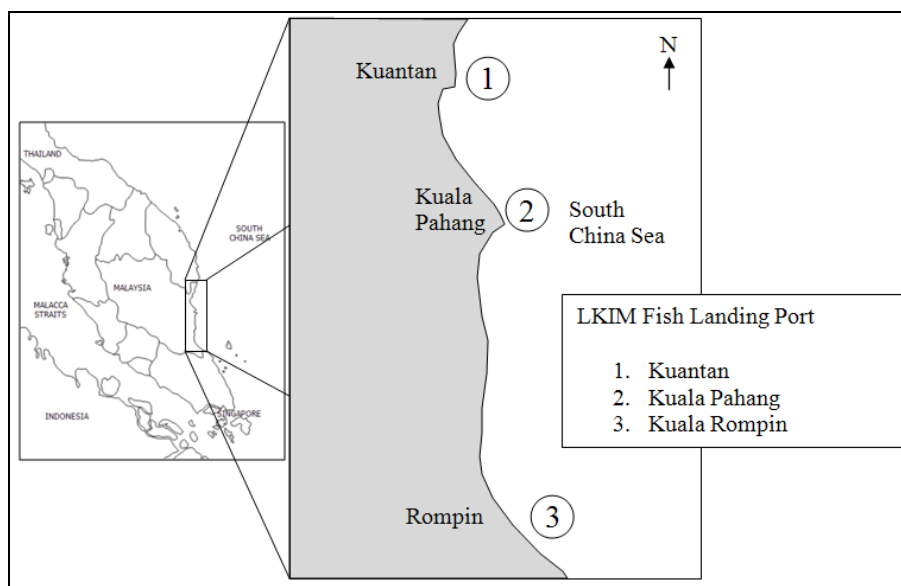 THAILAND
SOUTH
CHINA SEA
MALAYSIA
MALACCA
STRAITS
INDONESIA
SINGAPORE
Kuantan
1
N
Kuala
Pahang
2
South
China Sea
LKIM Fish Landing Port
1. Kuantan
2. Kuala Pahang
3. Kuala Rompin
Rompin
3